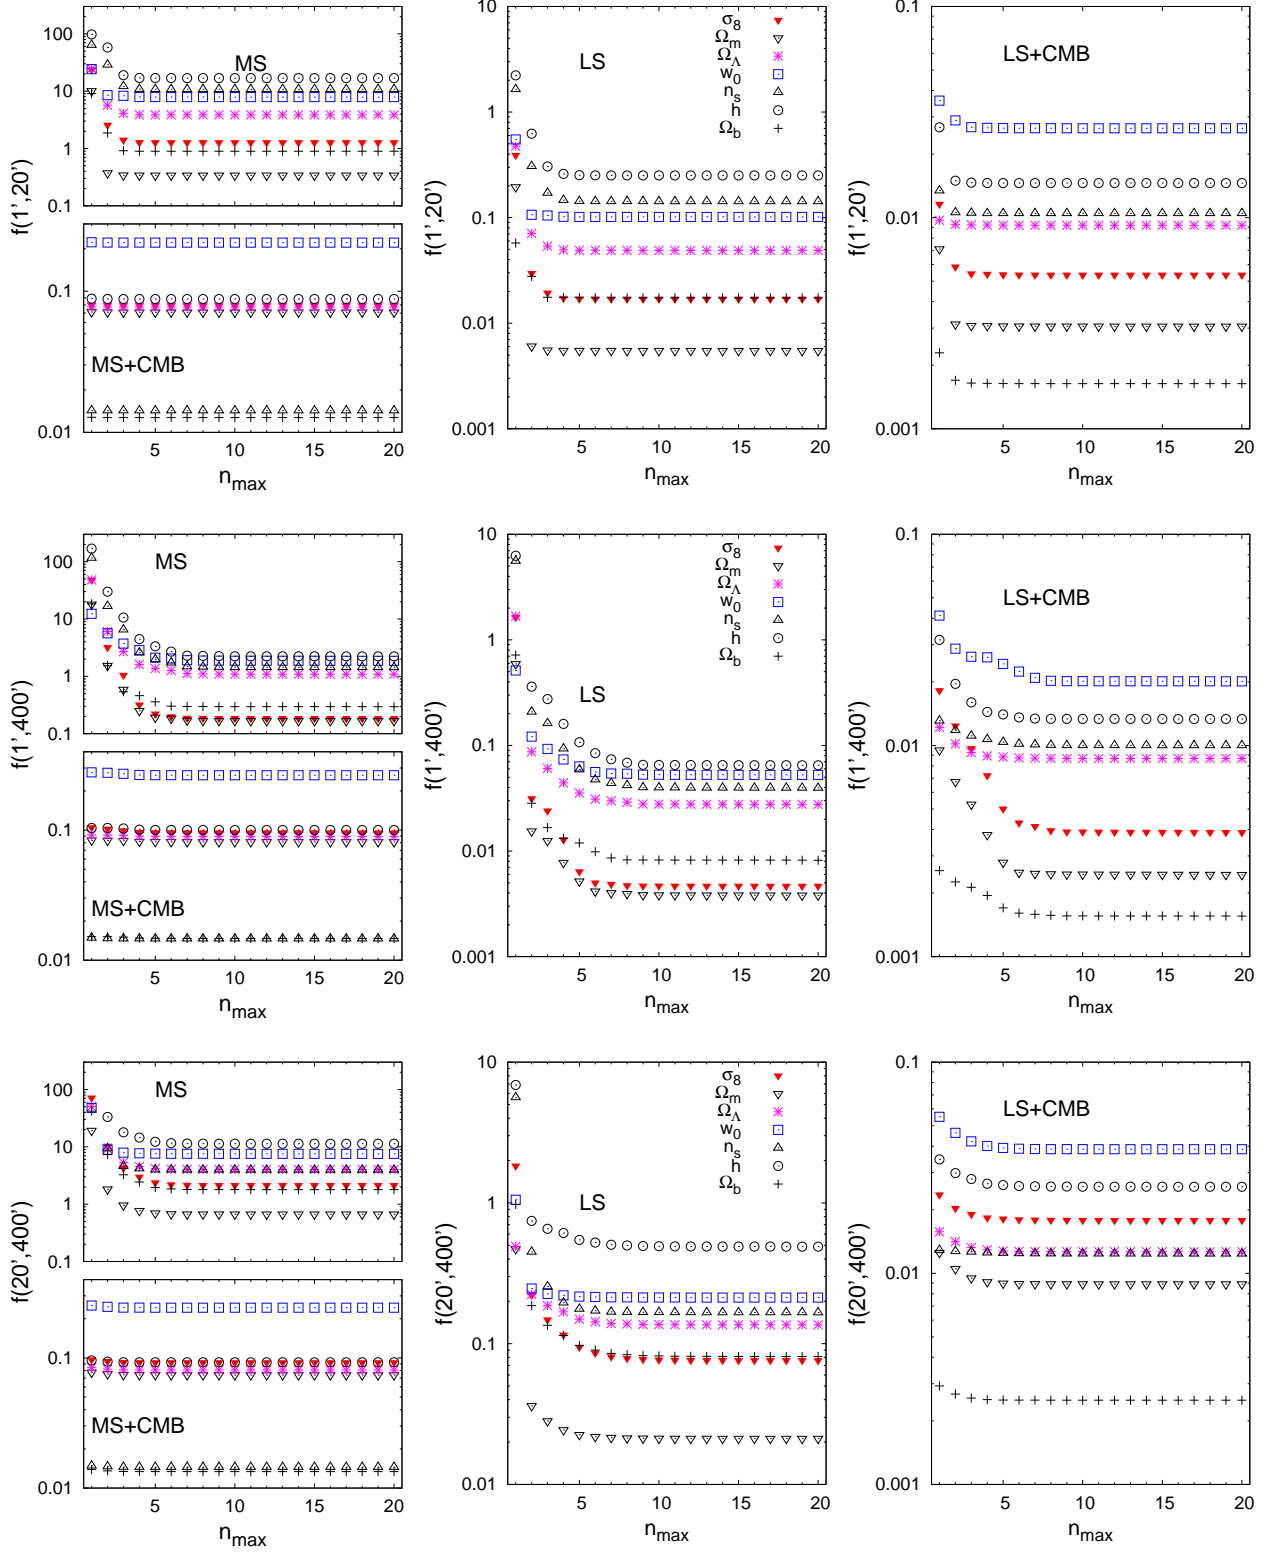 100
10
1
0.1
f(1',20')
MS
0.1
0.01
MS+CMB
5
10
15
20
n_max
10
1
0.1
0.01
0.001
f(1',20')
LS
σ_8
Ω_m
Ω_Λ
w_0
n_s
h
Ω_b
5
10
15
20
n_max
0.1
0.01
0.001
f(1',20')
LS+CMB
5
10
15
20
n_max
100
10
1
0.1
f(1',400')
MS
0.1
0.01
MS+CMB
5
10
15
20
n_max
10
1
0.1
0.01
0.001
f(1',400')
LS
σ_8
Ω_m
Ω_Λ
w_0
n_s
h
Ω_b
5
10
15
20
n_max
0.1
0.01
0.001
f(1',400')
LS+CMB
5
10
15
20
n_max
100
10
1
0.1
f(20',400')
MS
0.1
0.01
MS+CMB
5
10
15
20
n_max
10
1
0.1
0.01
f(20',400')
LS
σ_8
Ω_m
Ω_Λ
w_0
n_s
h
Ω_b
5
10
15
20
n_max
0.1
0.01
0.001
f(20',400')
LS+CMB
5
10
15
20
n_max